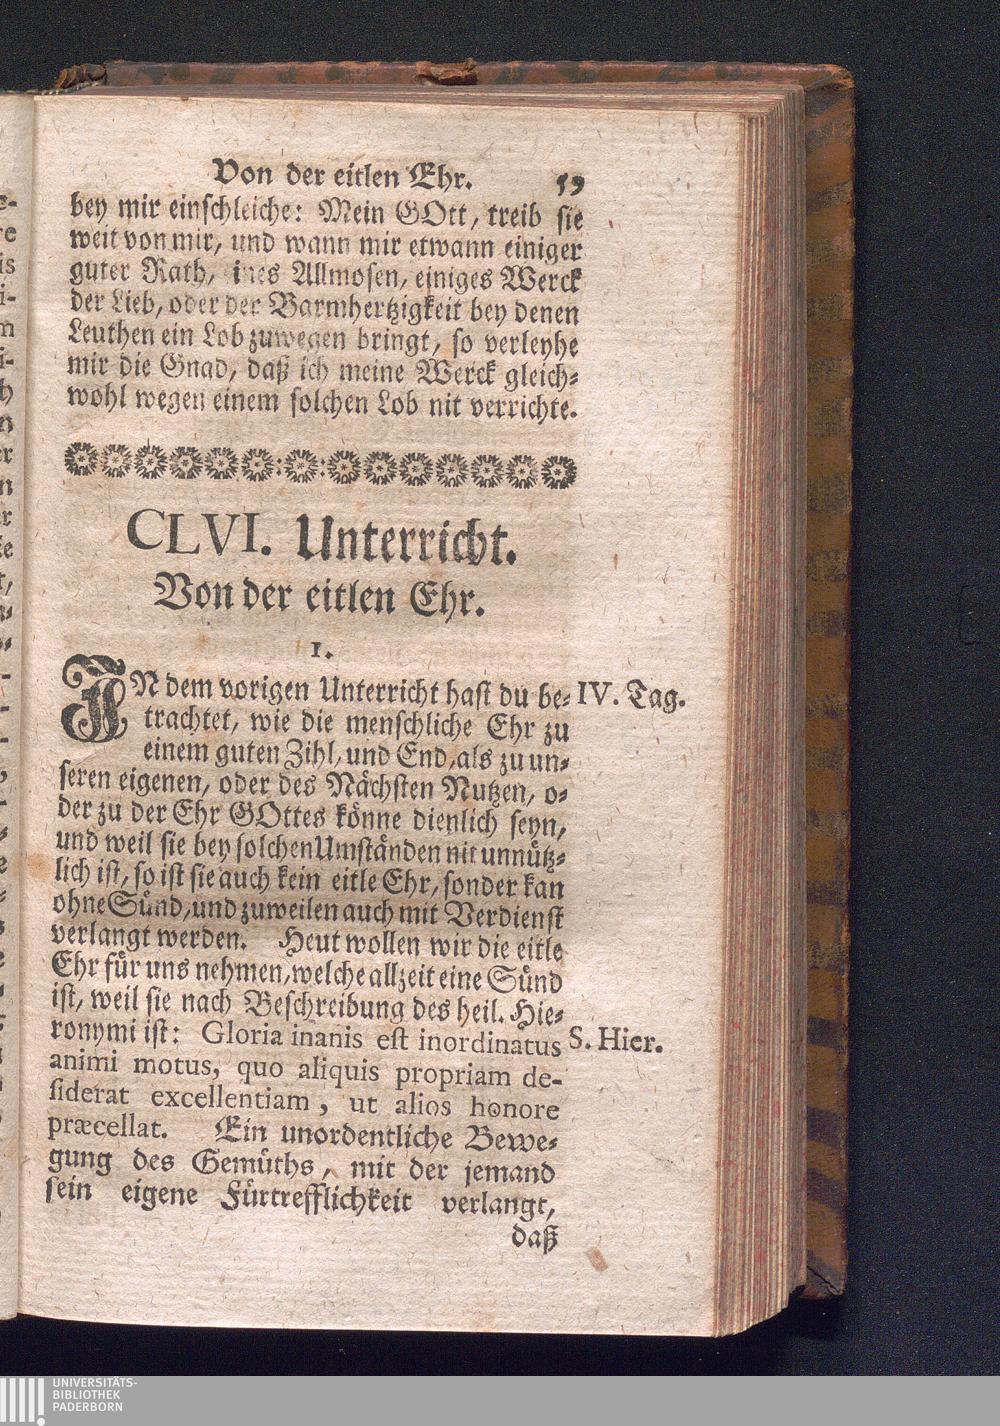 Von der eitlen Ehr. 59
bey mir einschleiche: Mein GOtt, treib sie
weit von mir, und wann mir etwann einiger
guter Rath, ines Allmosen, einiges Werck
der Lieb, oder der Barmhertzigkeit bey denen
Leuthen ein Lob zuwegen bringt, so verleyhe
mir die Gnad, daß ich meine Werck gleich-
wohl wegen einem solchen Lob nit verrichte.
CLVI. Unterricht.
Von der eitlen Ehr.
1.
IN dem vorigen Unterricht hast du be- IV. Tag.
trachtet, wie die menschliche Ehr zu
einem guten Zihl, und End, als zu un-
seren eigenen, oder des Nächsten Nutzen, o-
der zu der Ehr GOttes könne dienlich seyn,
und weil sie bey solchen Umständen nit unnütz-
lich ist, so ist sie auch kein eitle Ehr, sonder kan
ohne Sünd, und zuweilen auch mit Verdienst
verlangt werden. Heut wollen wir die eitle
Ehr für uns nehmen, welche allzeit eine Sünd
ist, weil sie nach Beschreibung des heil. Hie-
ronymi ist: Gloria inanis est inordinatus S. Hier.
animi motus, quo aliquis propriam de-
siderat excellentiam, ut alios honore
præcellat. Ein unordentliche Bewe-
gung des Gemüths, mit der jemand
sein eigene Fürtrefflichkeit verlangt,
daß
UNIVERSITÄTS-
BIBLIOTHEK
PADERBORN